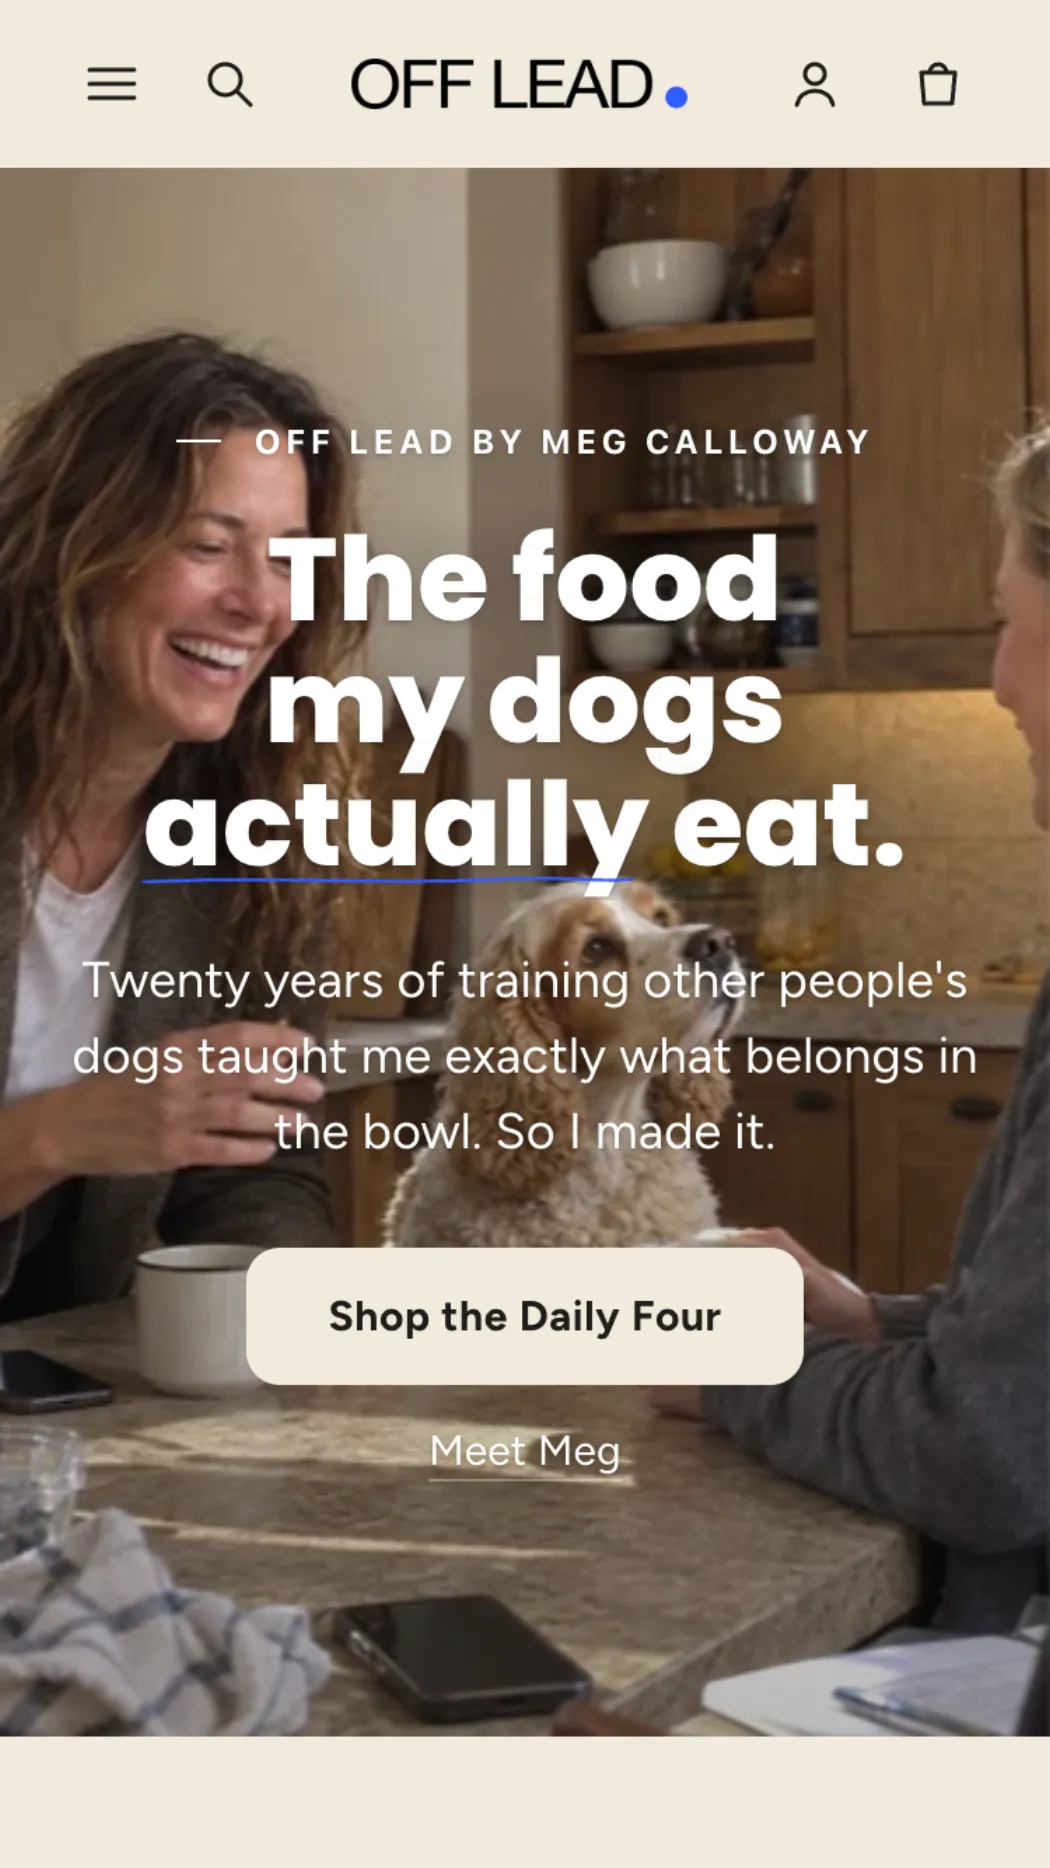 OFF LEAD.
OFF LEAD BY MEG CALLOWAY
The food
my dogs
actually eat.
Twenty years of training other people's
dogs taught me exactly what belongs in
the bowl. So I made it.
Shop the Daily Four
Meet Meg